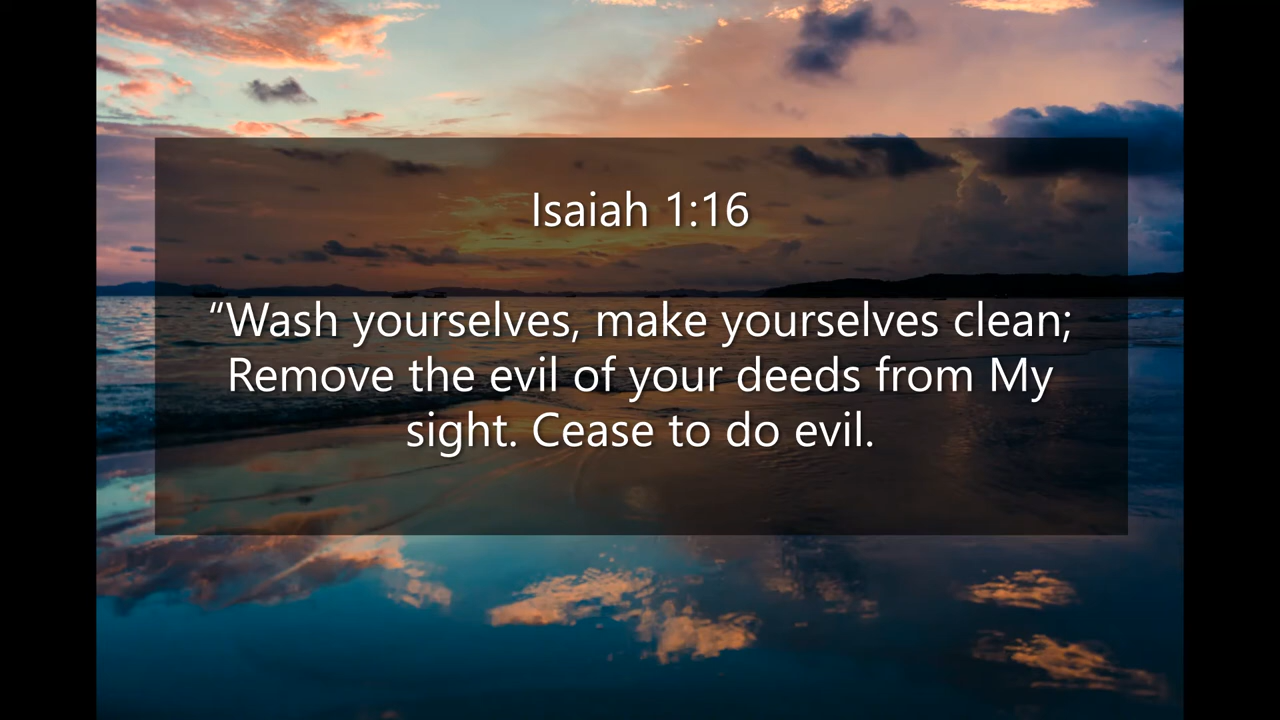 Isaiah 1:16
“Wash yourselves, make yourselves clean;
Remove the evil of your deeds from My
sight. Cease to do evil.